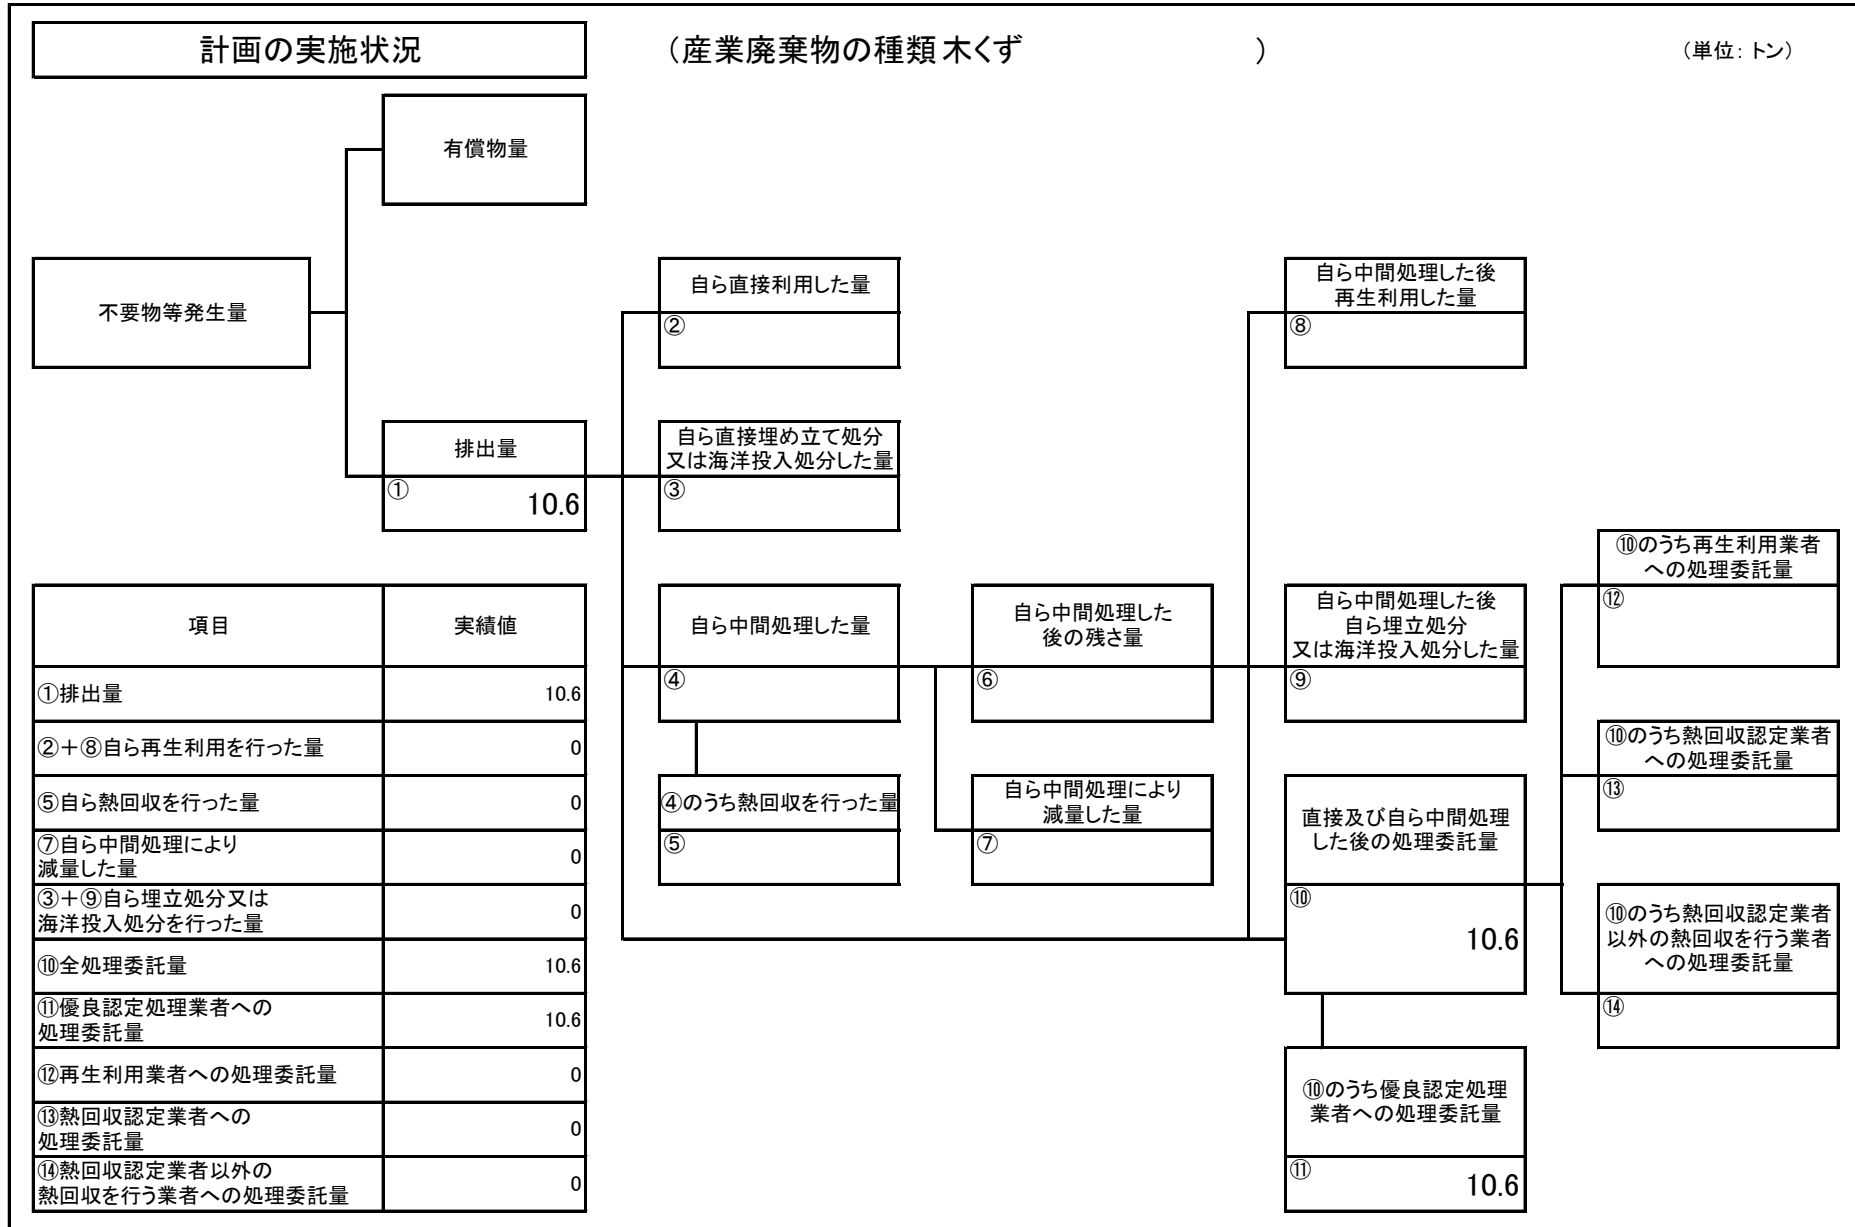 計画の実施状況
（産業廃棄物の種類 木くず　　　　　　　　）
（単位：トン）
有償物量
不要物等発生量
自ら直接利用した量
②
自ら中間処理した後
再生利用した量
⑧
排出量
① 10.6
自ら直接埋め立て処分
又は海洋投入処分した量
③
⑩のうち再生利用業者
への処理委託量
⑫
自ら中間処理した量
④
自ら中間処理した
後の残さ量
⑥
自ら中間処理した後
自ら埋立処分
又は海洋投入処分した量
⑨
⑩のうち熱回収認定業者
への処理委託量
⑬
④のうち熱回収を行った量
⑤
自ら中間処理により
減量した量
⑦
直接及び自ら中間処理
した後の処理委託量
⑩
10.6
⑩のうち熱回収認定業者
以外の熱回収を行う業者
への処理委託量
⑭
⑩のうち優良認定処理
業者への処理委託量
⑪ 10.6
項目 実績値
①排出量 10.6
②＋⑧自ら再生利用を行った量 0
⑤自ら熱回収を行った量 0
⑦自ら中間処理により
減量した量 0
③＋⑨自ら埋立処分又は
海洋投入処分を行った量 0
⑩全処理委託量 10.6
⑪優良認定処理業者への
処理委託量 10.6
⑫再生利用業者への処理委託量 0
⑬熱回収認定業者への
処理委託量 0
⑭熱回収認定業者以外の
熱回収を行う業者への処理委託量 0